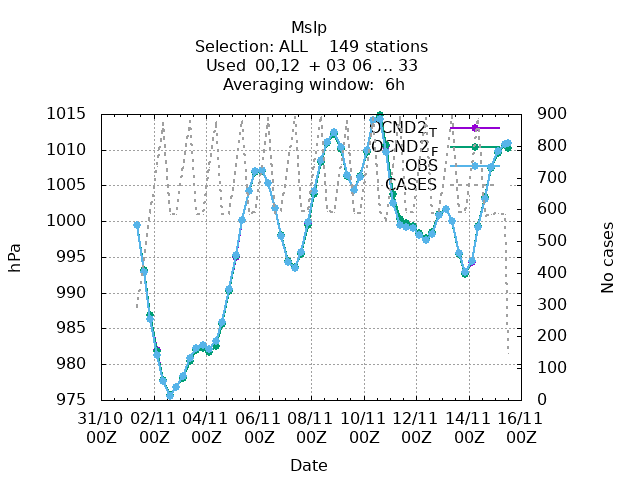 Mslp
Selection: ALL 149 stations
Used 00,12 + 03 06 ... 33
Averaging window: 6h
1015
1010
1005
1000
995
990
985
980
975
hPa
900
800
700
600
500
400
300
200
100
0
No cases
OCND2_T
OCND2_F
OBS
CASES
31/10 02/11 04/11 06/11 08/11 10/11 12/11 14/11 16/11
00Z 00Z 00Z 00Z 00Z 00Z 00Z 00Z 00Z
Date